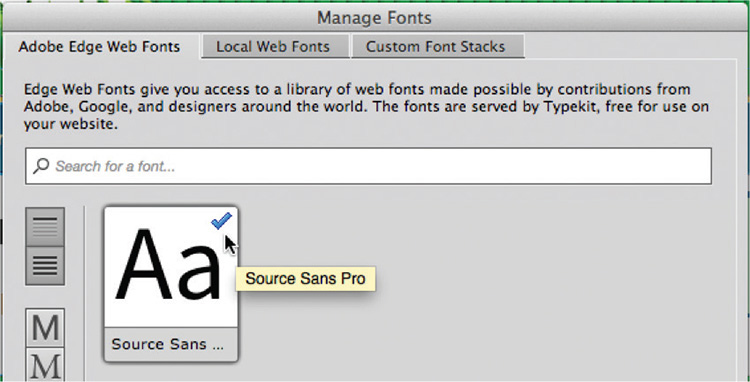 Manage Fonts
Adobe Edge Web Fonts
Local Web Fonts
Custom Font Stacks
Edge Web Fonts give you access to a library of web fonts made possible by contributions from
Adobe, Google, and designers around the world. The fonts are served by Typekit, free for use on
your website.
Search for a font...
Aa
Source Sans Pro
Source Sans ...
M
M